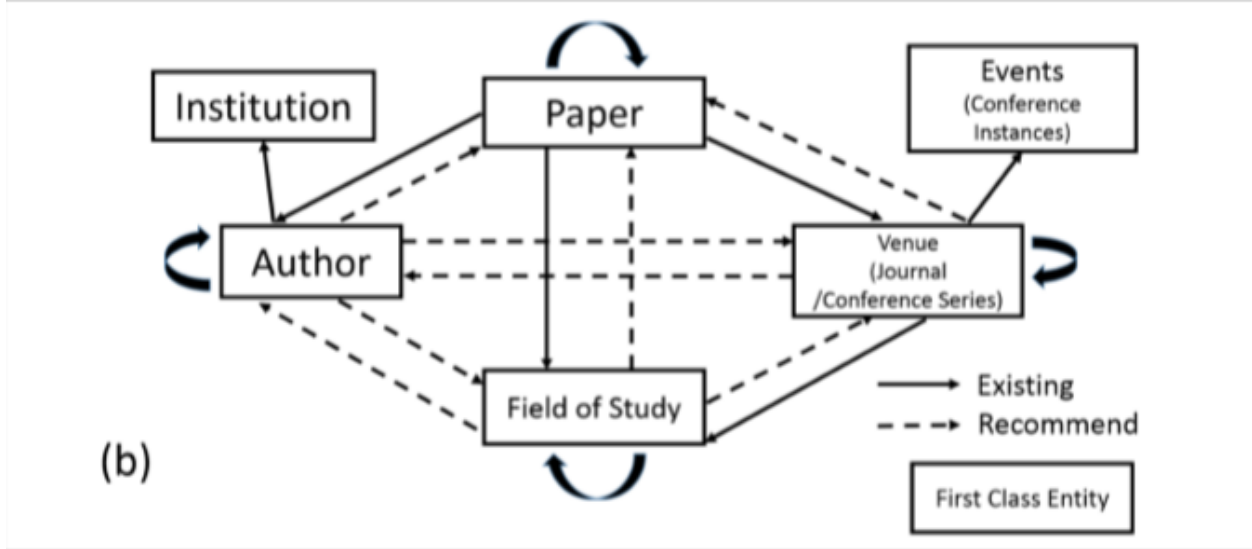 Institution
Paper
Events
(Conference
Instances)
Author
Venue
(Journal
/Conference Series)
Field of Study
Existing
Recommend
(b)
First Class Entity